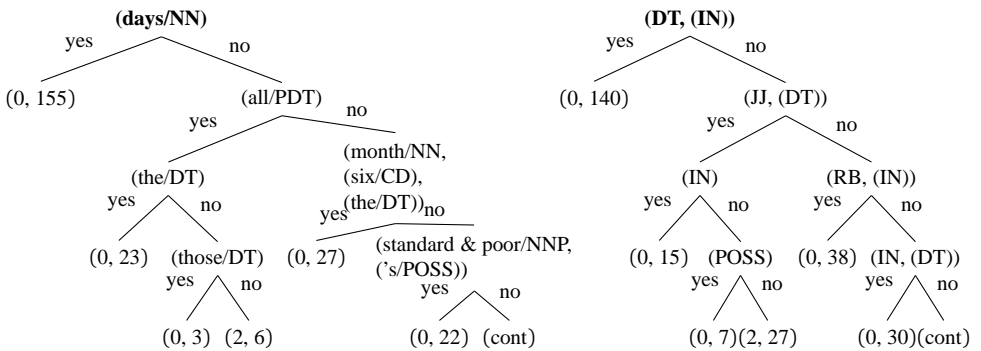 (days/NN)
yes
no
(0, 155)
(all/PDT)
yes
no
(the/DT)
(month/NN,
(six/CD),
(the/DT))
yes
no
yes
no
(0, 23)
(those/DT)
(0, 27)
(standard & poor/NNP,
('s/POSS))
yes
no
yes
no
(0, 3)
(2, 6)
(0, 22)
(cont)
(DT, (IN))
yes
no
(0, 140)
(JJ, (DT))
yes
no
(IN)
(RB, (IN))
yes
no
yes
no
(0, 15)
(POSS)
(0, 38)
(IN, (DT))
yes
no
yes
no
(0, 7)
(2, 27)
(0, 30)
(cont)